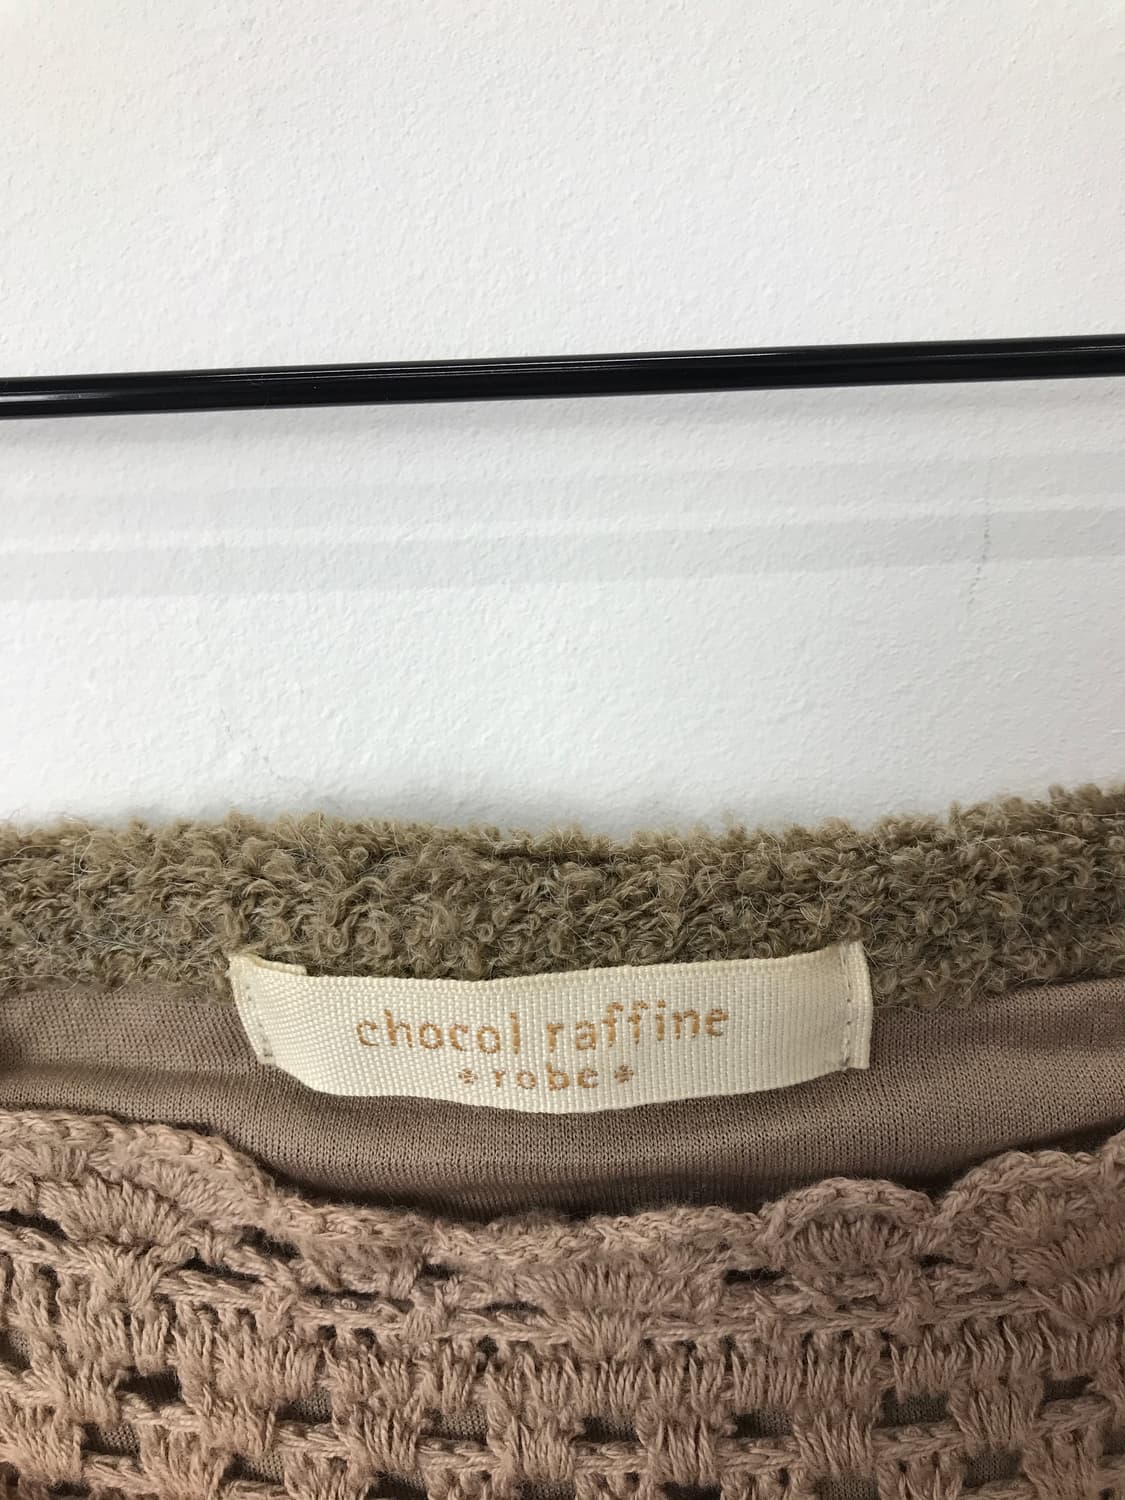 chocol raffine
* robe *